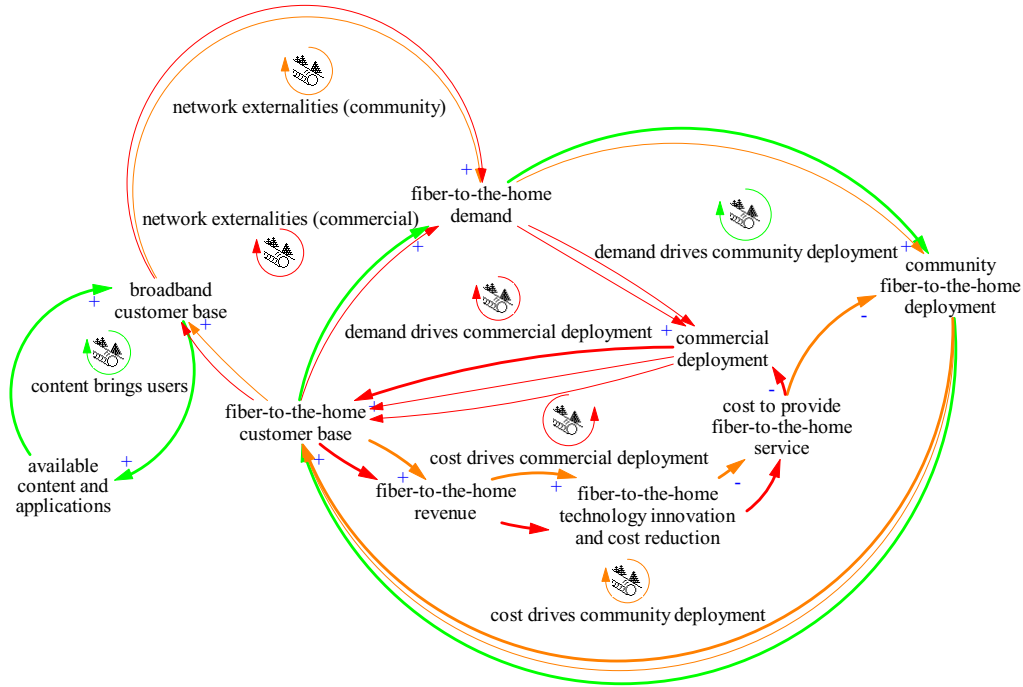 network externalities (community)
+
fiber-to-the-home
demand
network externalities (commercial)
+
demand drives community deployment
+
community
fiber-to-the-home
deployment
-
broadband
customer base
+
+
content brings users
+
available
content and
applications
demand drives commercial deployment
+
commercial
deployment
-
fiber-to-the-home
customer base
+
+
cost to provide
fiber-to-the-home
service
-
cost drives commercial deployment
+
fiber-to-the-home
revenue
+
fiber-to-the-home
technology innovation
and cost reduction
cost drives community deployment